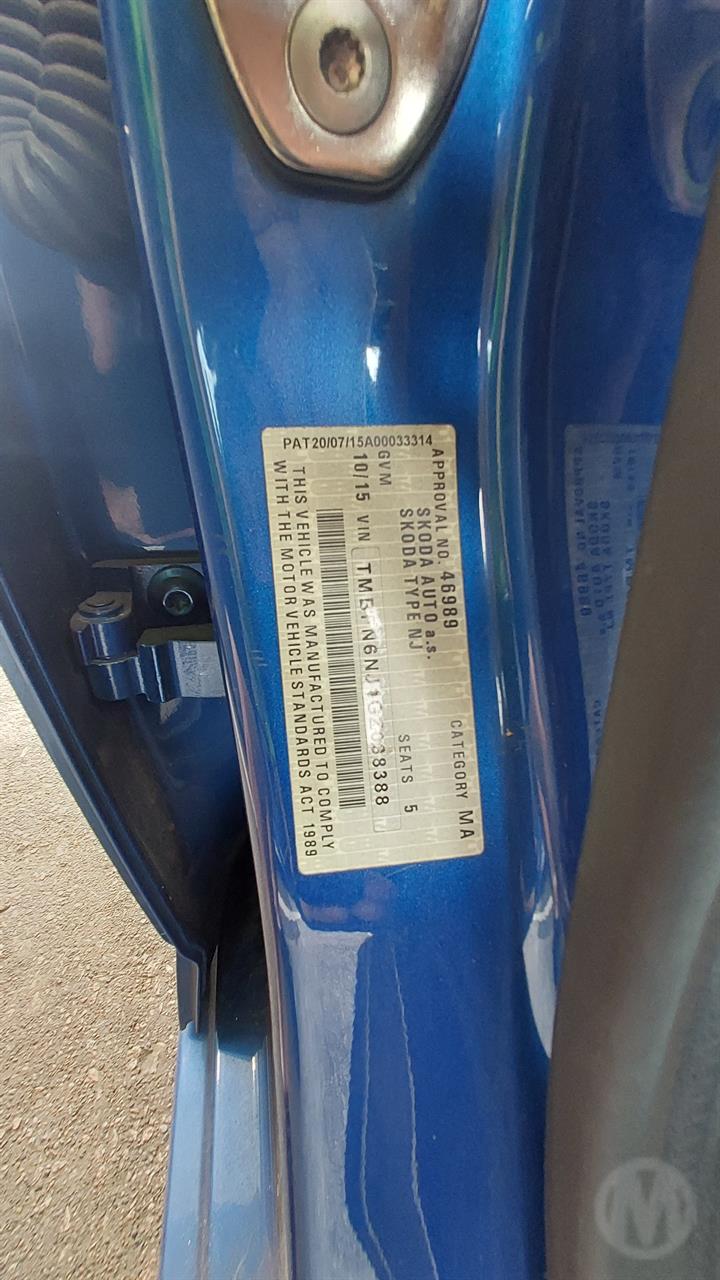 PAT20/07/15A00033314
APPROVAL NO. 46989
SKODA AUTO a.s.
SKODA TYPE NJ CATEGORY MA
GVM SEATS 5
10/15 VIN
THIS VEHICLE WAS MANUFACTURED TO COMPLY
WITH THE MOTOR VEHICLE STANDARDS ACT 1989
M